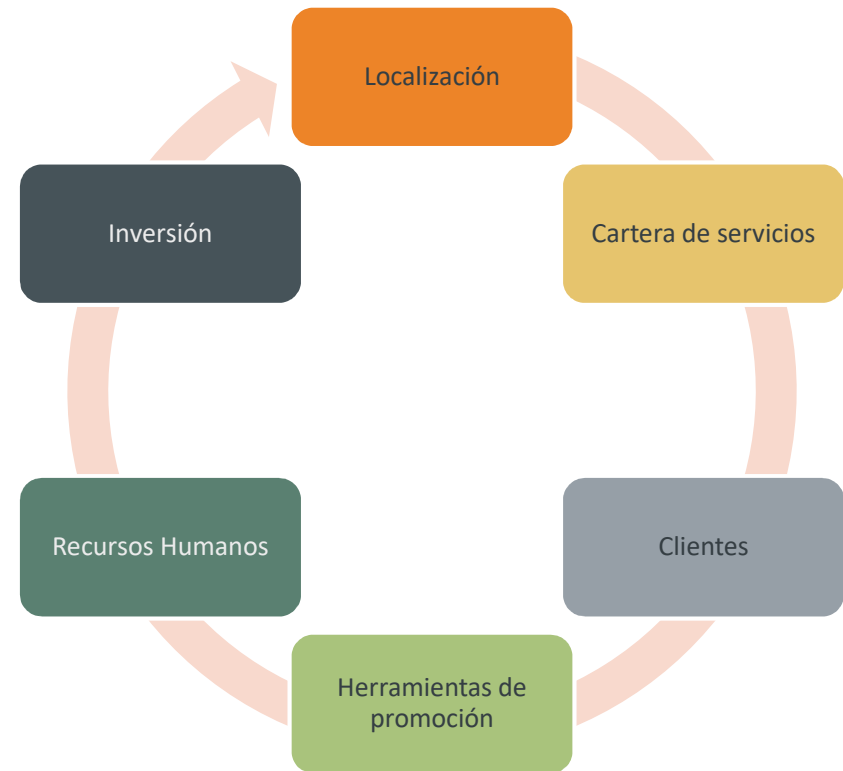 Localización
Cartera de servicios
Clientes
Herramientas de
promoción
Recursos Humanos
Inversión